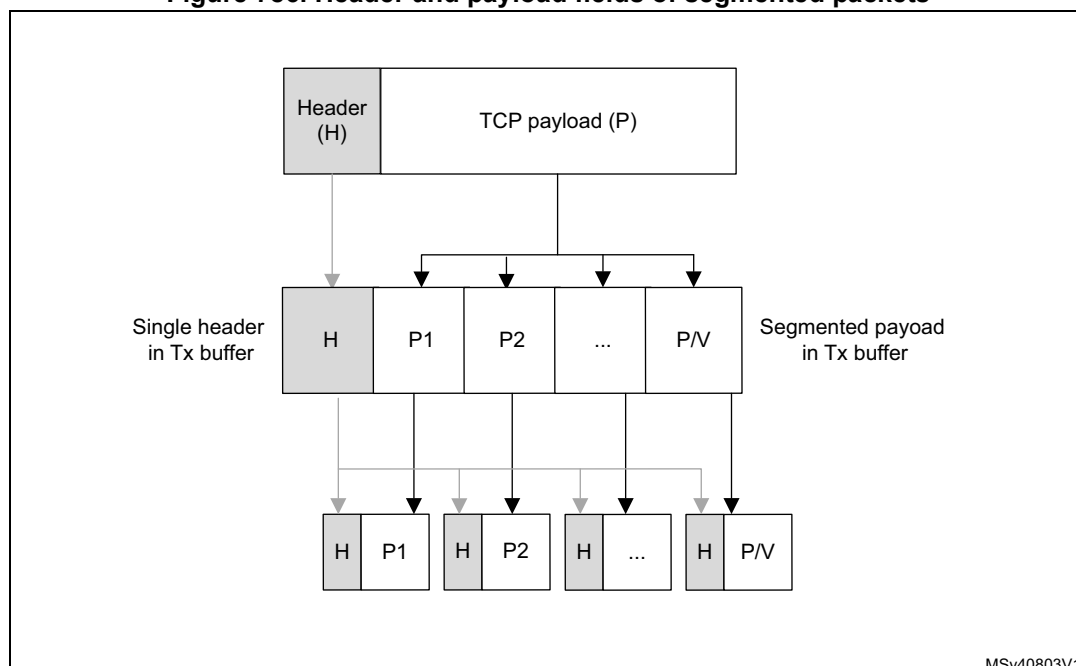 Header
(H)
TCP payload (P)
Single header
in Tx buffer
H
P1
P2
...
P/V
Segmented payoad
in Tx buffer
H
P1
H
P2
H
...
H
P/V